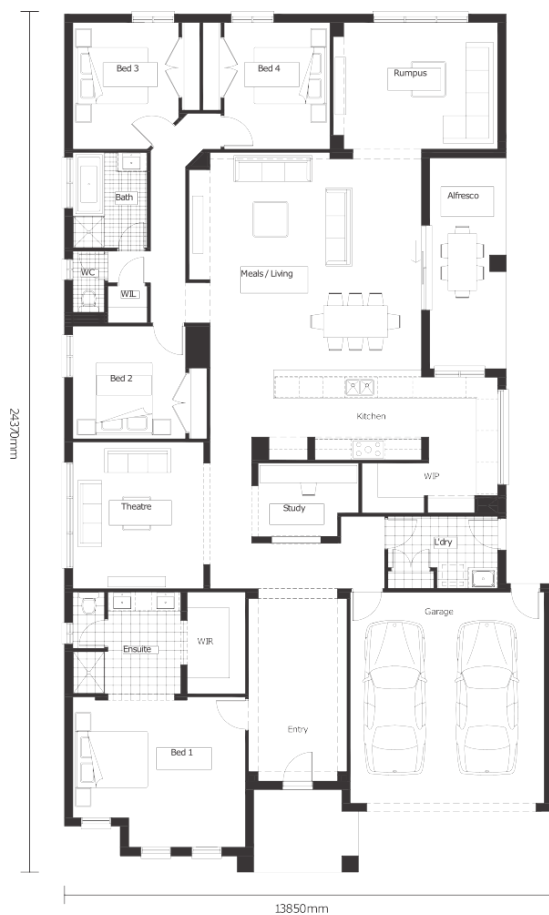 Bed 3
Bed 4
Rumpus
Bath
Alfresco
WC
Meals / Living
WIL
Bed 2
Kitchen
24370mm
WIP
Theatre
Study
L'dry
Garage
Ensuite
WIR
Entry
Bed 1
13850mm